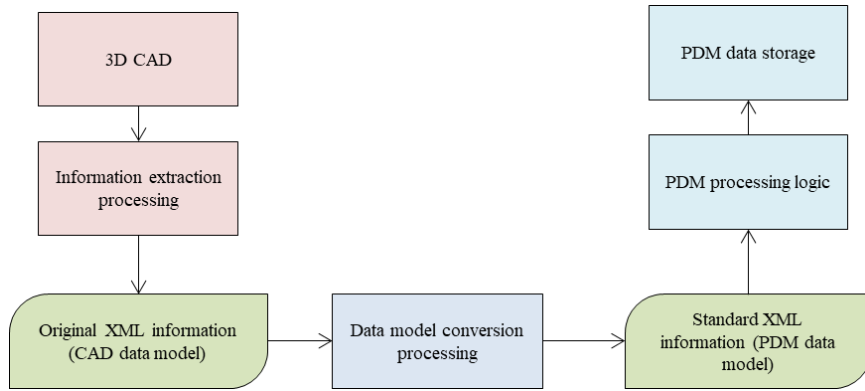 3D CAD
Information extraction
processing
Original XML information
(CAD data model)
Data model conversion
processing
Standard XML
information (PDM data
model)
PDM processing logic
PDM data storage